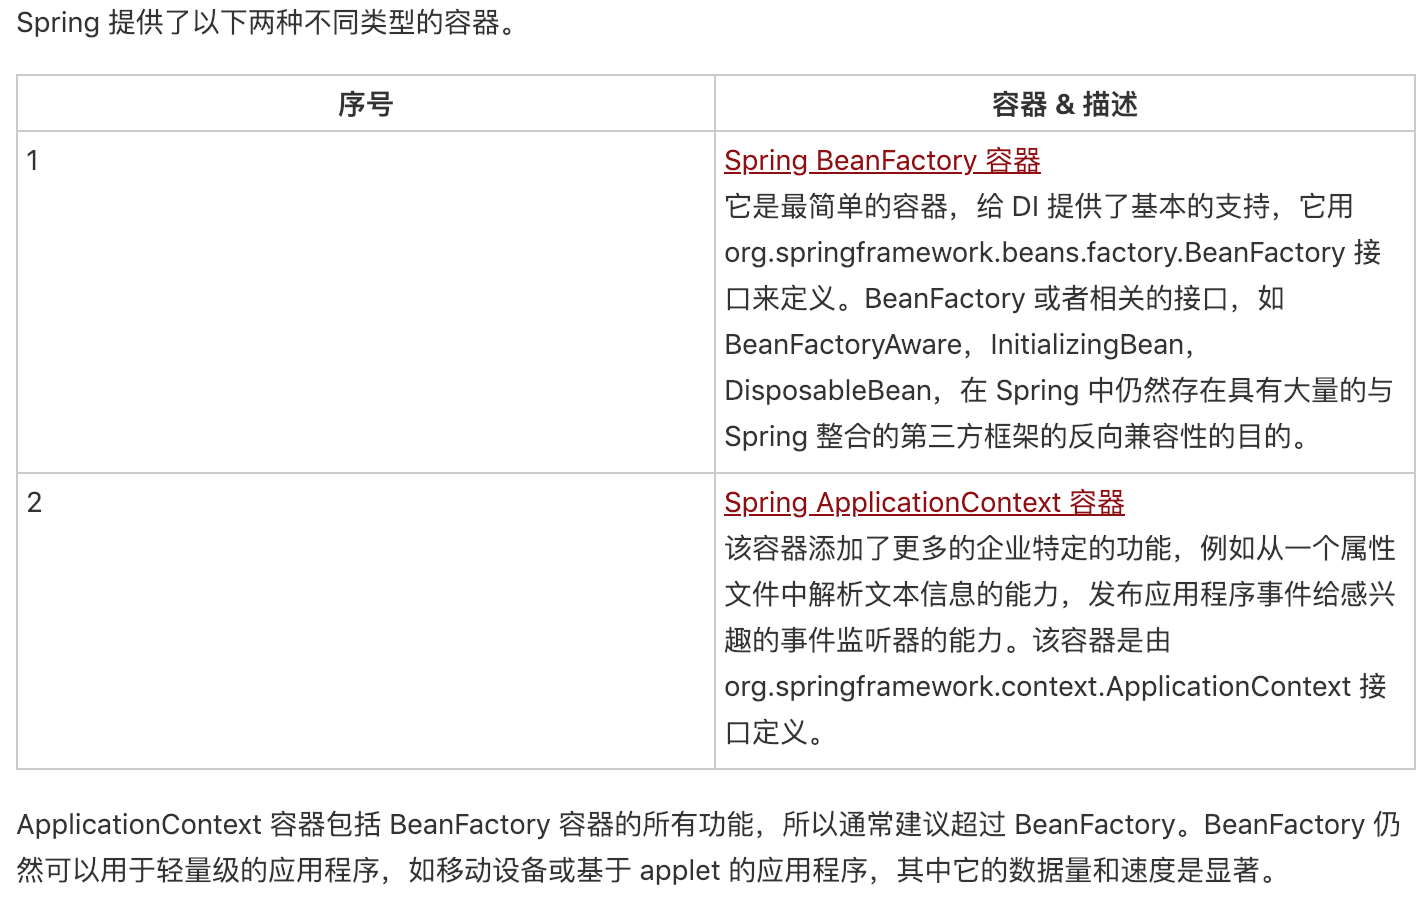 Spring 提供了以下两种不同类型的容器。
序号
容器 & 描述
1
Spring BeanFactory 容器
它是最简单的容器，给 DI 提供了基本的支持，它用
org.springframework.beans.factory.BeanFactory 接
口来定义。BeanFactory 或者相关的接口，如
BeanFactoryAware，InitializingBean，
DisposableBean，在 Spring 中仍然存在具有大量的与
Spring 整合的第三方框架的反向兼容性的目的。
2
Spring ApplicationContext 容器
该容器添加了更多的企业特定的功能，例如从一个属性
文件中解析文本信息的能力，发布应用程序事件给感兴
趣的事件监听器的能力。该容器是由
org.springframework.context.ApplicationContext 接
口定义。
ApplicationContext 容器包括 BeanFactory 容器的所有功能，所以通常建议超过 BeanFactory。BeanFactory 仍
然可以用于轻量级的应用程序，如移动设备或基于 applet 的应用程序，其中它的数据量和速度是显著。